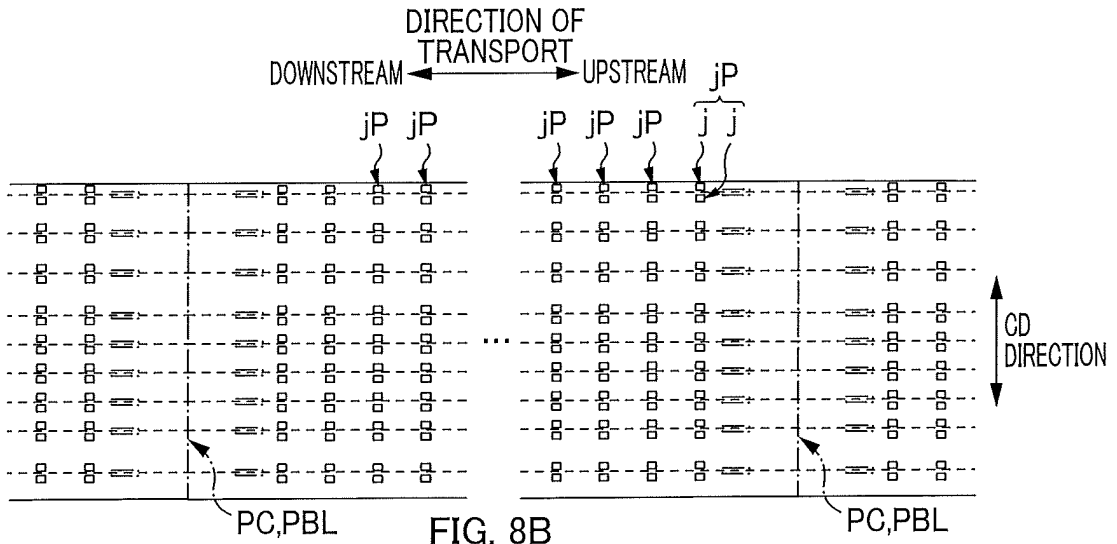 DIRECTION OF
TRANSPORT
DOWNSTREAM
UPSTREAM
jP
jP jP jP jP jP j j
...
CD
DIRECTION
PC,PBL
FIG. 8B
PC,PBL